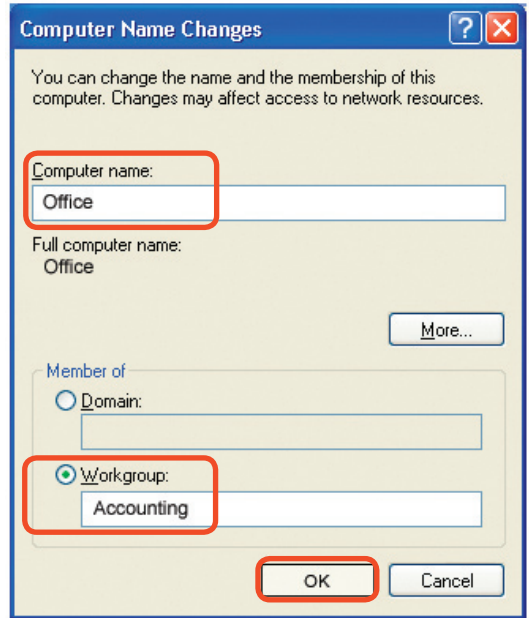 Computer Name Changes
You can change the name and the membership of this
computer. Changes may affect access to network resources.
Computer name:
Office
Full computer name:
Office
More...
Member of
Domain:
Workgroup:
Accounting
OK Cancel